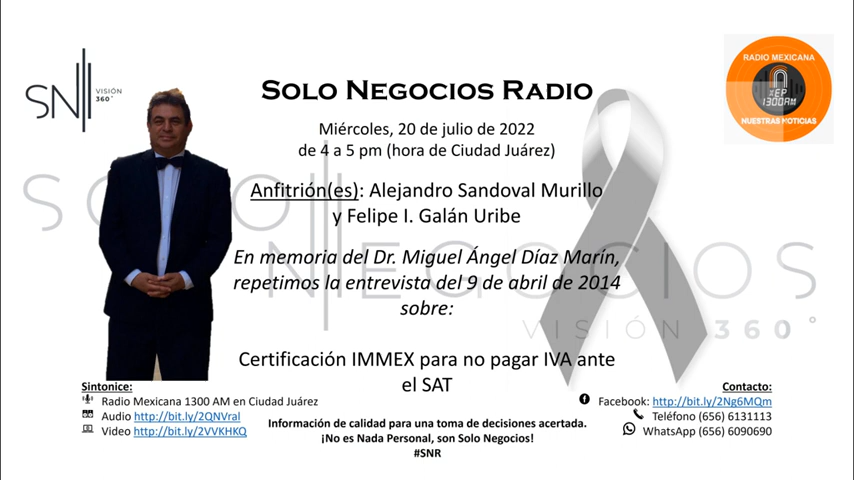 SN
VISIÓN
360°
RADIO MEXICANA
XEP
1300AM
NUESTRAS NOTICIAS
SOLO NEGOCIOS RADIO
Miércoles, 20 de julio de 2022
de 4 a 5 pm (hora de Ciudad Juárez)
Anfitrión(es): Alejandro Sandoval Murillo
y Felipe I. Galán Uribe
En memoria del Dr. Miguel Ángel Díaz Marín,
repetimos la entrevista del 9 de abril de 2014
sobre:
Certificación IMMEX para no pagar IVA ante
el SAT
SOLO
NEGOCIOS
VISIÓN 360°
Sintonice:
Radio Mexicana 1300 AM en Ciudad Juárez
Audio http://bit.ly/2QNVral
Video http://bit.ly/2VVKHKQ
Información de calidad para una toma de decisiones acertada.
¡No es Nada Personal, son Solo Negocios!
#SNR
Contacto:
Facebook: http://bit.ly/2Ng6MQm
Teléfono (656) 6131113
WhatsApp (656) 6090690